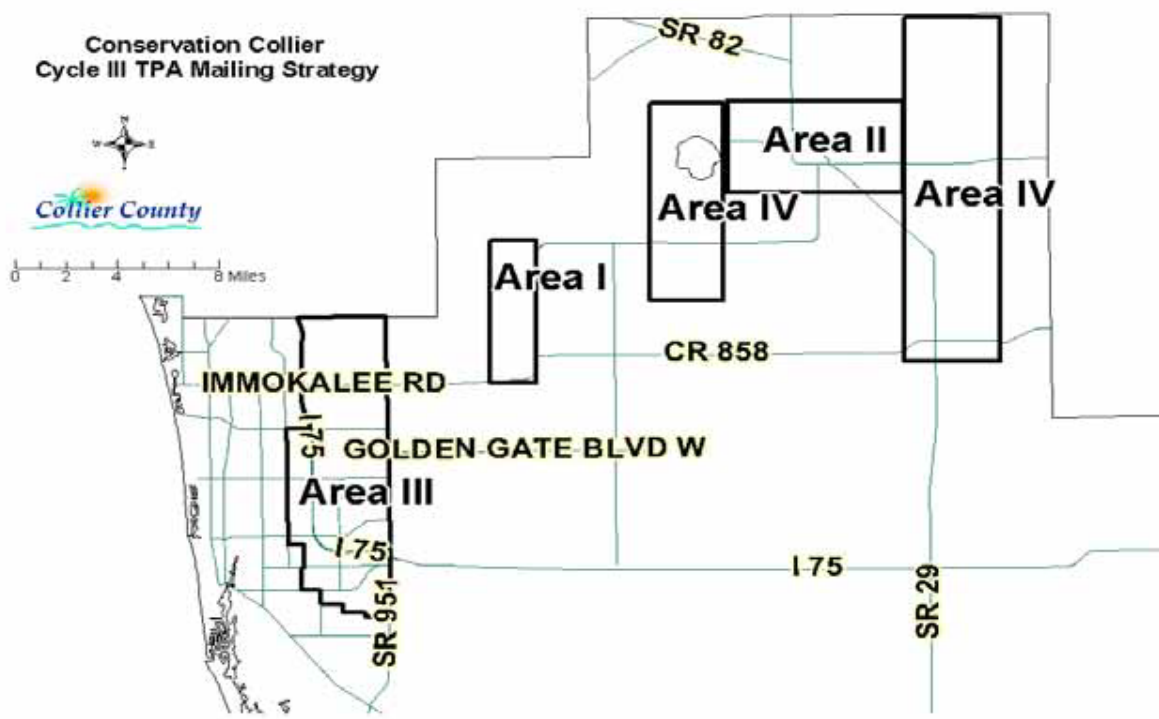 Conservation Collier
Cycle III TPA Mailing Strategy
N
W
E
S
Collier County
0 2 4 8 Miles
SR 82
Area II
Area IV
Area IV
Area I
CR 858
IMMOKALEE RD
I 75
GOLDEN GATE BLVD W
Area III
I 75
I 75
SR 951
SR 29